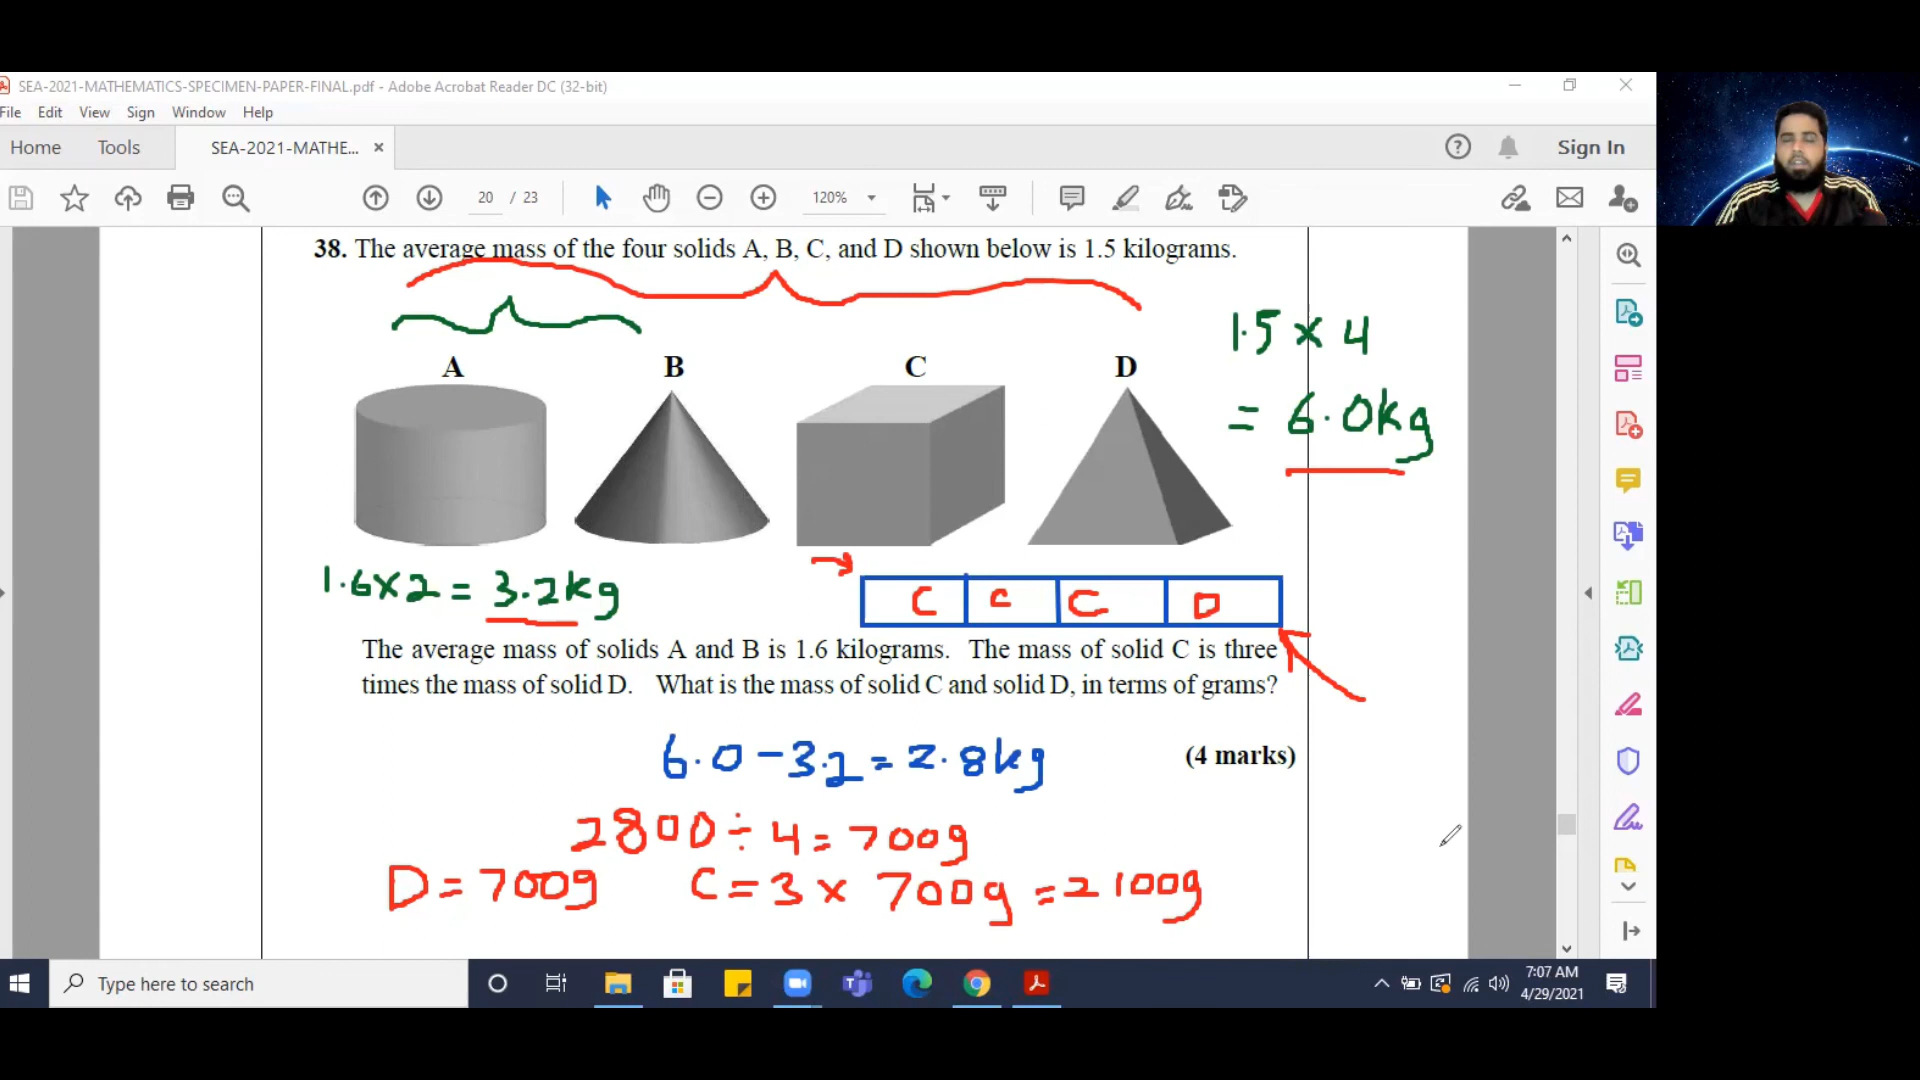 SEA-2021-MATHEMATICS-SPECIMEN-PAPER-FINAL.pdf - Adobe Acrobat Reader DC (32-bit)
File Edit View Sign Window Help
Home Tools SEA-2021-MATHE... × Sign In
20 / 23 120%
38. The average mass of the four solids A, B, C, and D shown below is 1.5 kilograms.
1.5 × 4
A B C D
= 6.0kg
1.6×2 = 3.2kg
C C C D
The average mass of solids A and B is 1.6 kilograms. The mass of solid C is three
times the mass of solid D. What is the mass of solid C and solid D, in terms of grams?
6.0 - 3.2 = 2.8kg
(4 marks)
2800 ÷ 4 = 700g
D = 700g C = 3 × 700g = 2100g
Type here to search
7:07 AM
4/29/2021